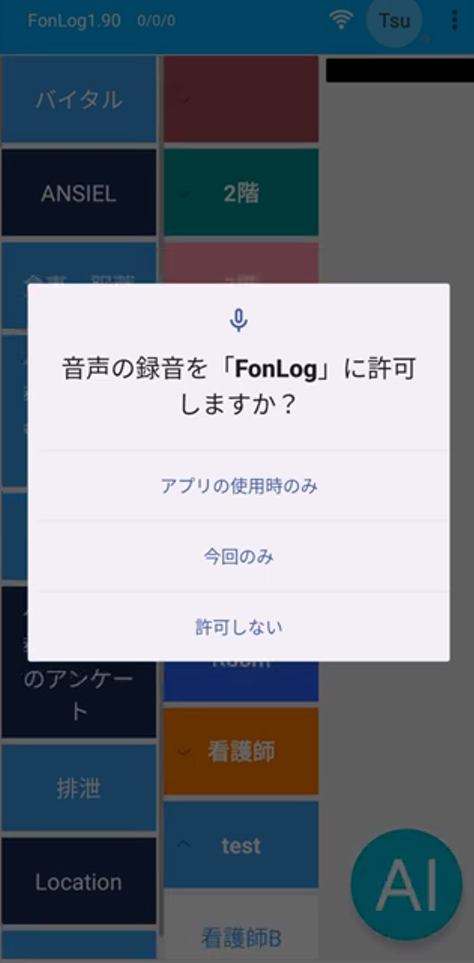 FonLog1.90 0/0/0
Tsu
バイタル
ANSIEL
2階
音声の録音を「FonLog」に許可
しますか？
アプリの使用時のみ
今回のみ
許可しない
のアンケー
ト
看護師
排泄
test
Location
AI
看護師B